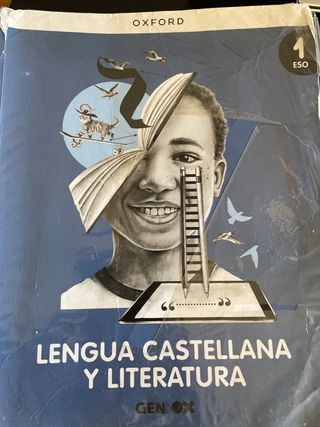 OXFORD
1
ESO
LENGUA CASTELLANA
Y LITERATURA
GENiOX